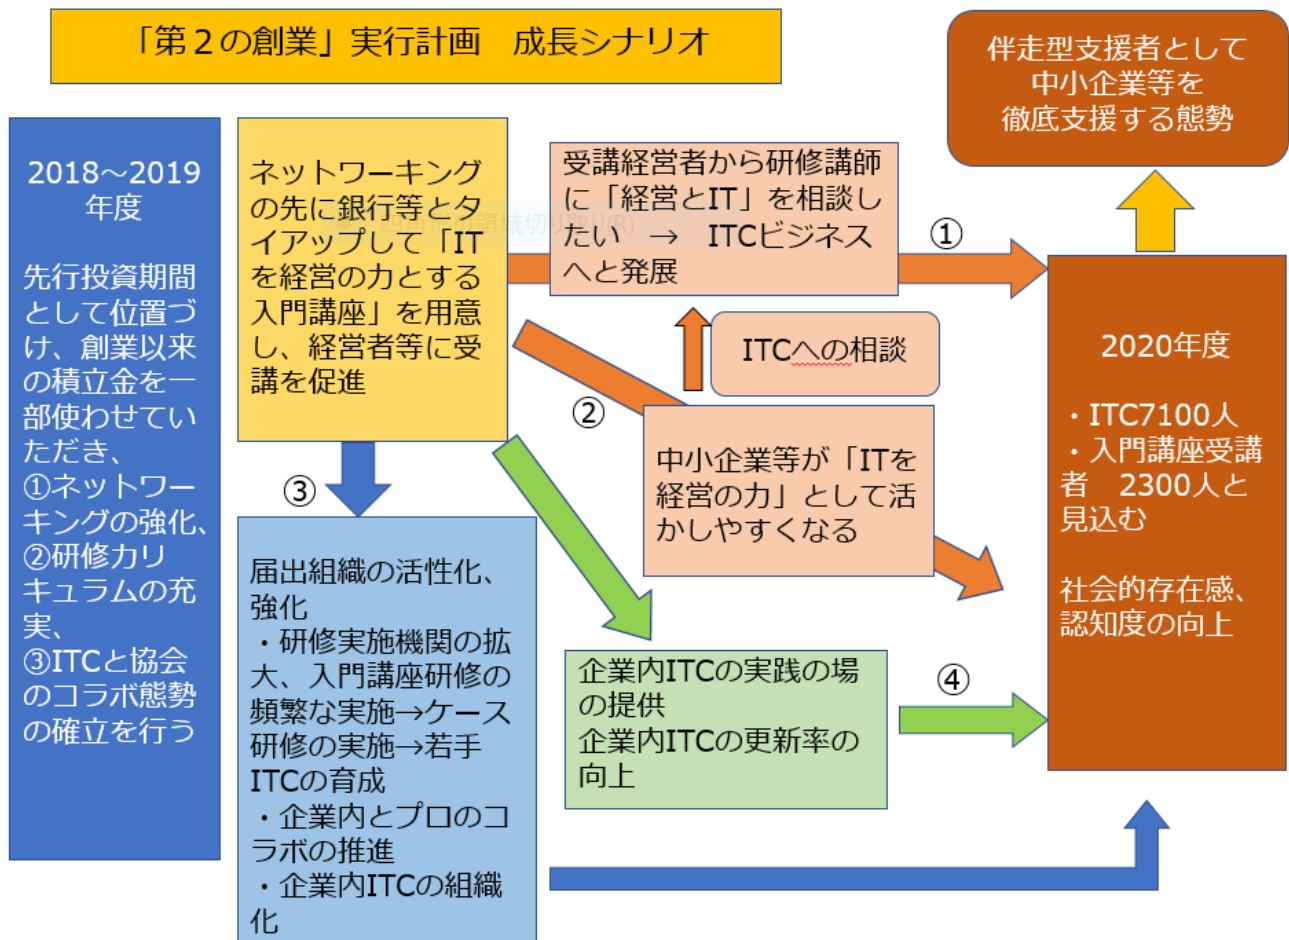 「第２の創業」実行計画　成長シナリオ
伴走型支援者として
中小企業等を
徹底支援する態勢
2018～2019
年度
先行投資期間
として位置づ
け、創業以来
の積立金を一
部使わせてい
ただき、
①ネットワー
キングの強化、
②研修カリ
キュラムの充
実、
③ITCと協会
のコラボ態勢
の確立を行う
ネットワーキング
の先に銀行等とタ
イアップして「IT
を経営の力とする
入門講座」を用意
し、経営者等に受
講を促進
四角形の領域切り取り(R)
受講経営者から研修講師
に「経営とIT」を相談し
たい　→　ITCビジネス
へと発展
①
ITCへの相談
②
中小企業等が「ITを
経営の力」として活
かしやすくなる
③
届出組織の活性化、
強化
・研修実施機関の拡
大、入門講座研修の
頻繁な実施→ケース
研修の実施→若手
ITCの育成
・企業内とプロのコ
ラボの推進
・企業内ITCの組織
化
企業内ITCの実践の場
の提供
企業内ITCの更新率の
向上
④
2020年度
・ITC7100人
・入門講座受講
者　2300人と
見込む
社会的存在感、
認知度の向上